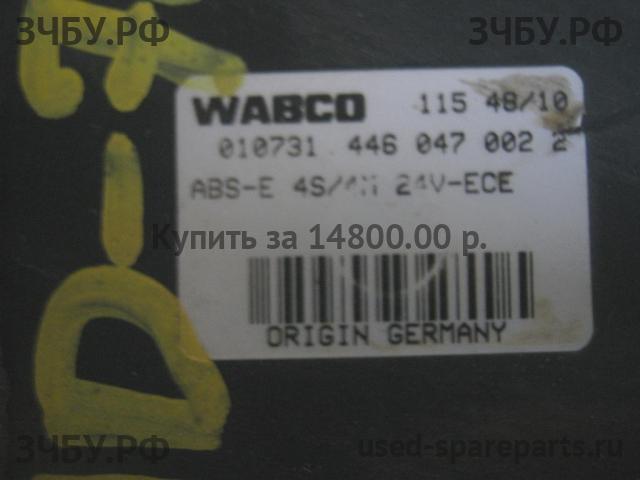 ЗЧБУ.РФ ЗЧБУ.РФ
WABCO 115 48/10
010731 446 047 002 2
ABS-E 4S/4M 24V-ECE
Купить за 14800.00 р.
ORIGIN GERMANY
ЗЧБУ.РФ used-spareparts.ru